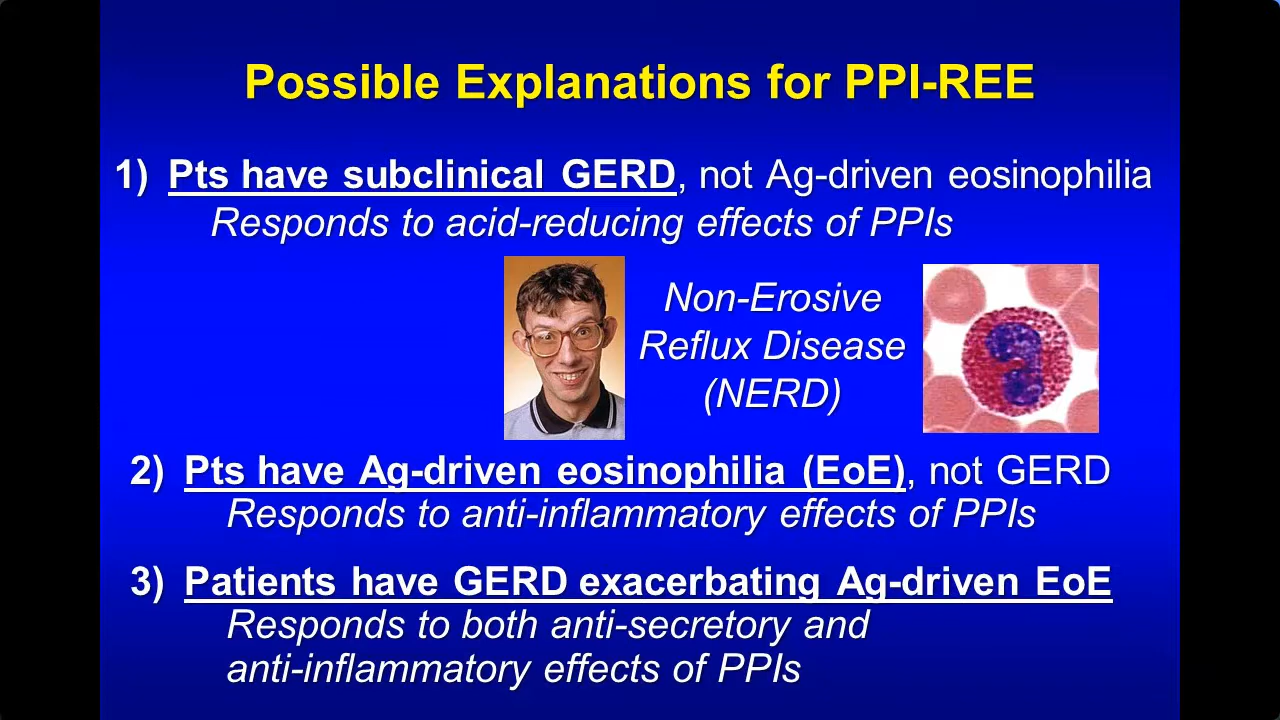 Possible Explanations for PPI-REE
1) Pts have subclinical GERD, not Ag-driven eosinophilia
Responds to acid-reducing effects of PPIs
Non-Erosive
Reflux Disease
(NERD)
2) Pts have Ag-driven eosinophilia (EoE), not GERD
Responds to anti-inflammatory effects of PPIs
3) Patients have GERD exacerbating Ag-driven EoE
Responds to both anti-secretory and
anti-inflammatory effects of PPIs